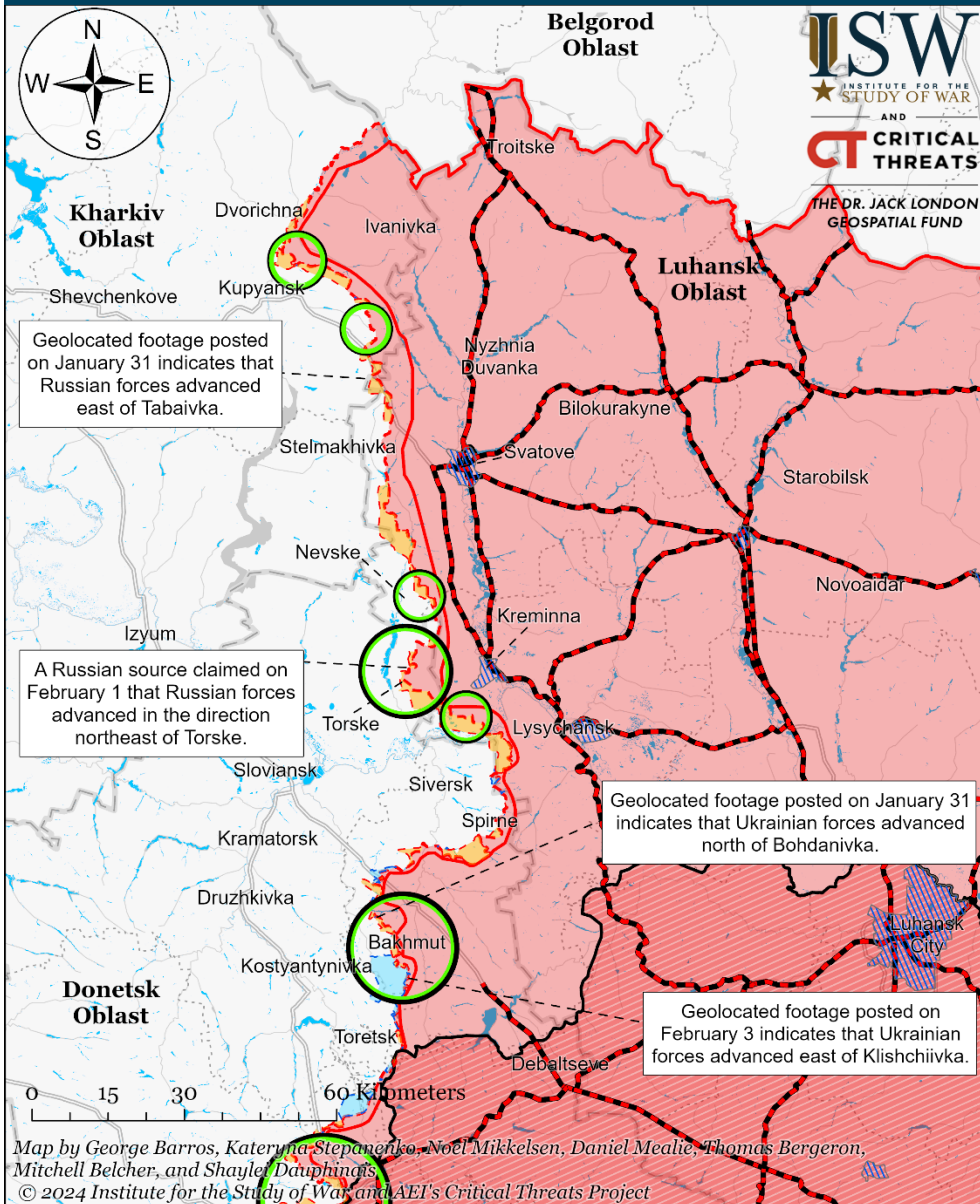 N
W E
S
Belgorod
Oblast
ISW
INSTITUTE FOR THE
STUDY OF WAR
AND
CT CRITICAL
THREATS
THE DR. JACK LONDON
GEOSPATIAL FUND
Troitske
Dvorichna
Kharkiv
Oblast
Ivanivka
Luhansk
Oblast
Kupyansk
Shevchenkove
Geolocated footage posted
on January 31 indicates that
Russian forces advanced
east of Tabaivka.
Nyzhnia
Duvanka
Bilokurakyne
Stelmakhivka
Svatove
Starobilsk
Nevske
Novoaidar
Kreminna
Izyum
A Russian source claimed on
February 1 that Russian forces
advanced in the direction
northeast of Torske.
Torske
Lysychansk
Sloviansk
Siversk
Geolocated footage posted on January 31
indicates that Ukrainian forces advanced
north of Bohdanivka.
Spirne
Kramatorsk
Druzhkivka
Luhansk
City
Bakhmut
Kostyantynivka
Donetsk
Oblast
Geolocated footage posted on
February 3 indicates that Ukrainian
forces advanced east of Klishchiivka.
Toretsk
Debaltseve
0 15 30 60 Kilometers
Map by George Barros, Kateryna Stepanenko, Noel Mikkelsen, Daniel Mealie, Thomas Bergeron,
Mitchell Belcher, and Shaylei Dauphinais
© 2024 Institute for the Study of War and AEI's Critical Threats Project